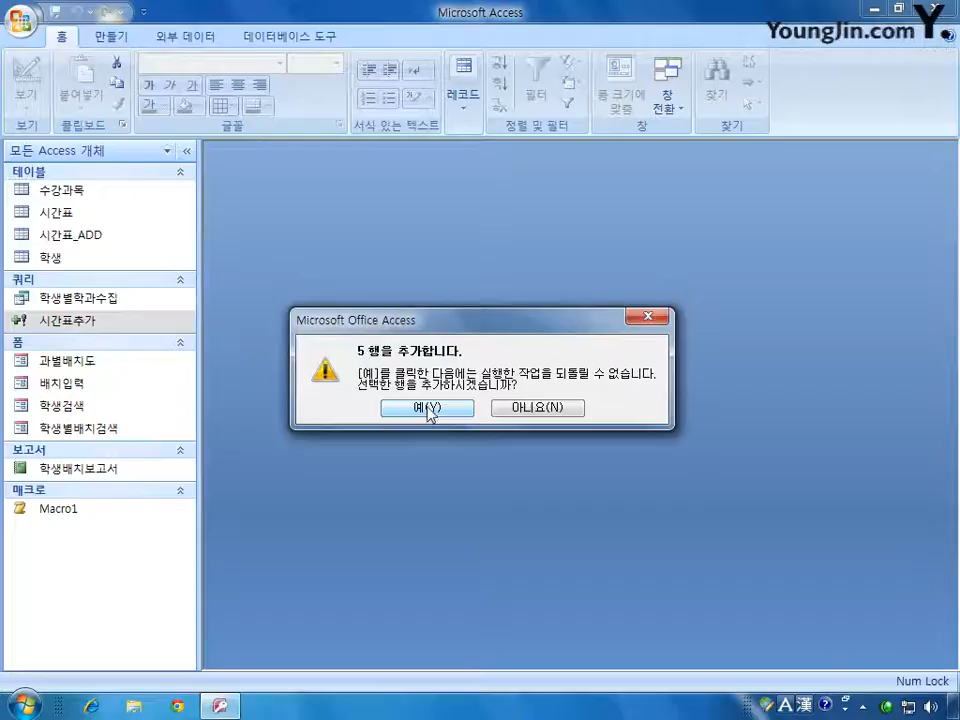 Microsoft Access
YoungJin.com Y.
홈 만들기 외부 데이터 데이터베이스 도구
보기 붙여넣기 가 가 가 레코드 필터 폼 크기에 맞춤 창 전환 찾기
보기 클립보드 글꼴 서식 있는 텍스트 정렬 및 필터 창 찾기
모든 Access 개체
테이블
수강과목
시간표
시간표_ADD
학생
쿼리
학생별학과수집
시간표추가
폼
과별배치도
배치입력
학생검색
학생별배치검색
보고서
학생배치보고서
매크로
Macro1
Microsoft Office Access
5 행을 추가합니다.
[예]를 클릭한 다음에는 실행한 작업을 되돌릴 수 없습니다.
선택한 행을 추가하시겠습니까?
예(Y) 아니요(N)
Num Lock
A 漢